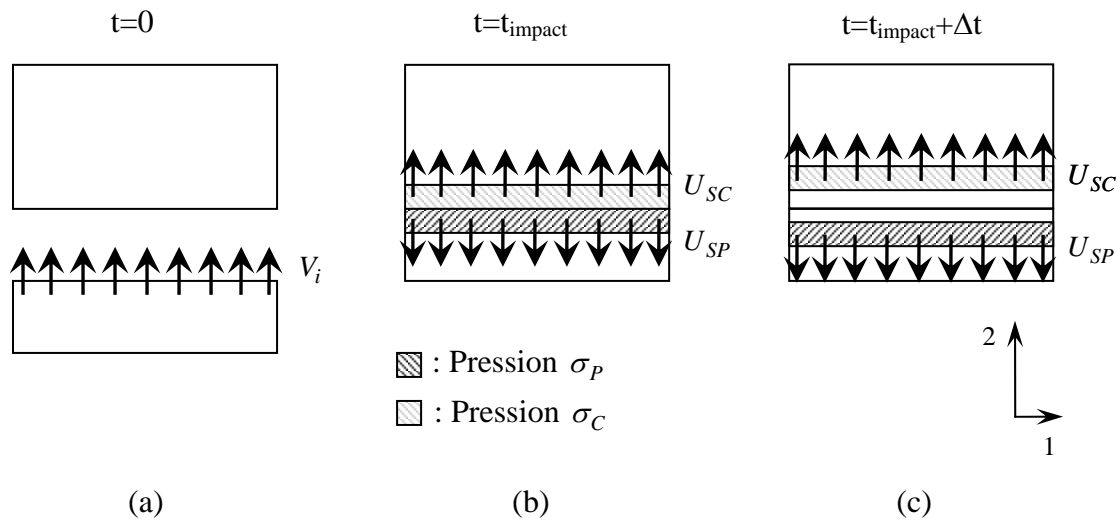 t=0 t=t_impact t=t_impact+Δt
V_i
U_SC
U_SP
U_SC
U_SP
: Pression σ_P
: Pression σ_C
2
1
(a) (b) (c)